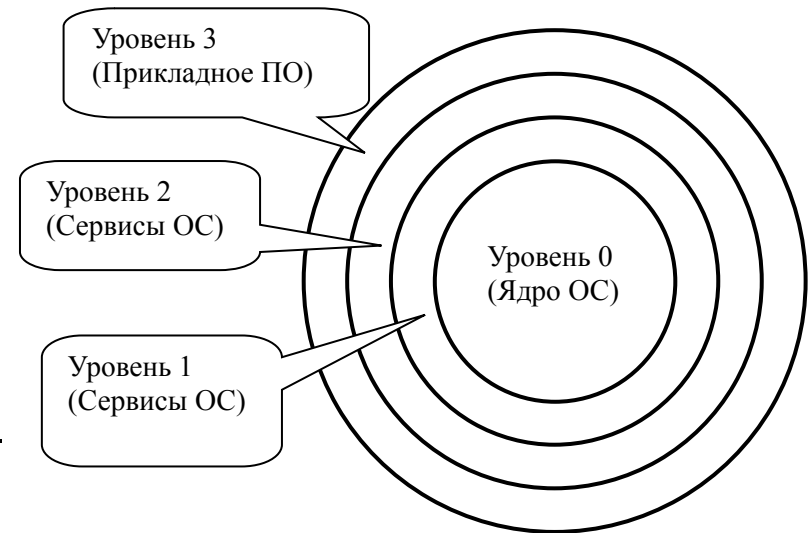 Уровень 3
(Прикладное ПО)
Уровень 2
(Сервисы ОС)
Уровень 0
(Ядро ОС)
Уровень 1
(Сервисы ОС)